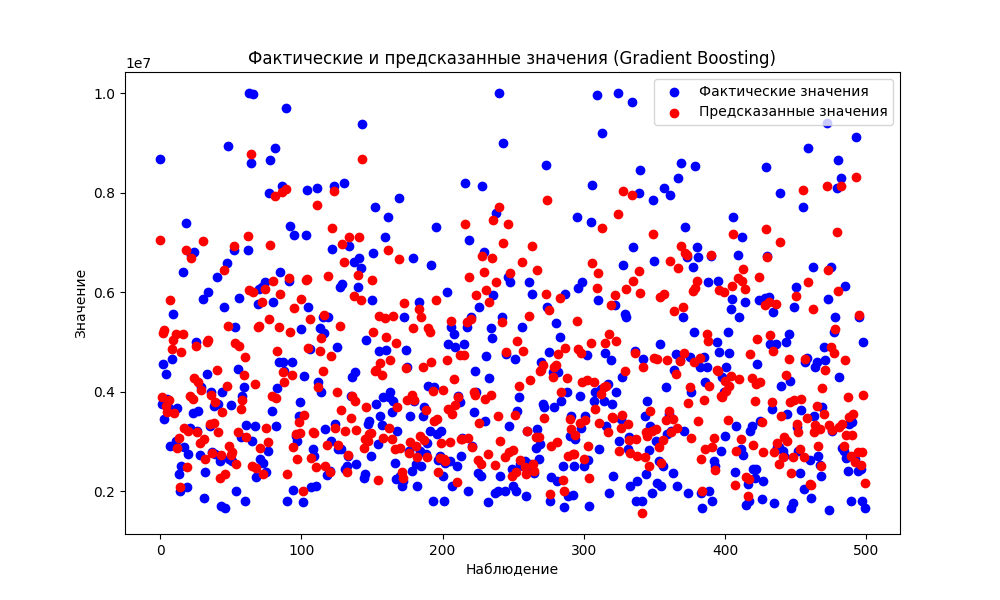 Фактические и предсказанные значения (Gradient Boosting)
1e7
Фактические значения
Предсказанные значения
Значение
1.0
0.8
0.6
0.4
0.2
0 100 200 300 400 500
Наблюдение